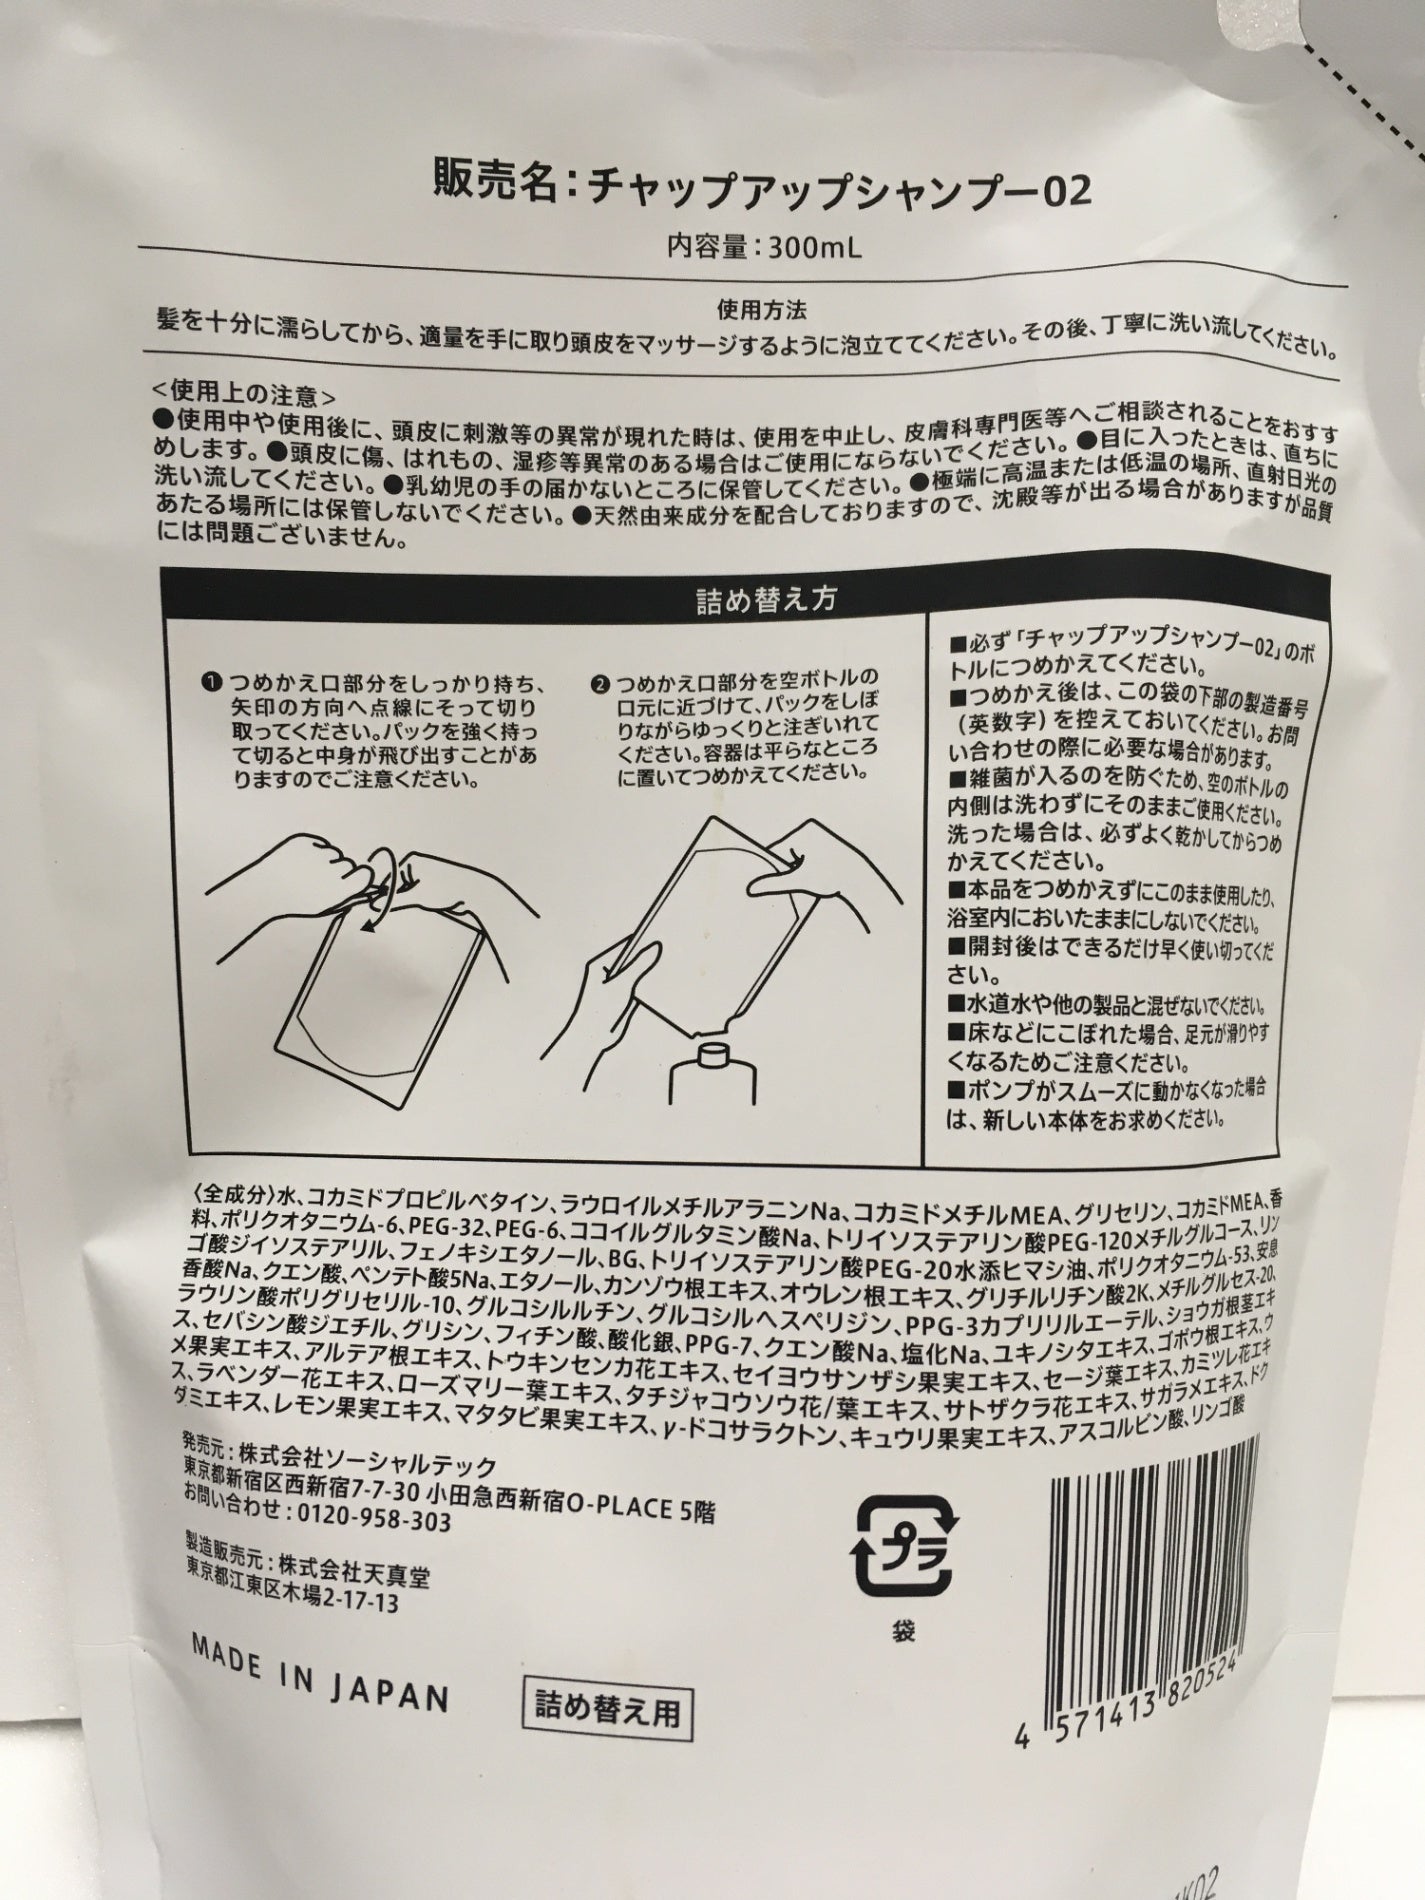 販売名：チャップアップシャンプー02
内容量：300mL
使用方法
髪を十分に濡らしてから、適量を手に取り頭皮をマッサージするように泡立ててください。その後、丁寧に洗い流してください。
＜使用上の注意＞
●使用中や使用後に、頭皮に刺激等の異常が現れた時は、使用を中止し、皮膚科専門医等へご相談されることをおすす
めします。●頭皮に傷、はれもの、湿疹等異常のある場合はご使用にならないでください。●目に入ったときは、直ちに
洗い流してください。●乳幼児の手の届かないところに保管してください。●極端に高温または低温の場所、直射日光の
あたる場所には保管しないでください。●天然由来成分を配合しておりますので、沈殿等が出る場合がありますが品質
には問題ございません。
詰め替え方
❶つめかえ口部分をしっかり持ち、
矢印の方向へ点線にそって切り
取ってください。パックを強く持っ
て切ると中身が飛び出すことがあ
りますのでご注意ください。
❷つめかえ口部分を空ボトルの
口元に近づけて、パックをしぼ
りながらゆっくりと注ぎいれて
ください。容器は平らなところ
に置いてつめかえてください。
■必ず「チャップアップシャンプー02」のボ
トルにつめかえてください。
■つめかえ後は、この袋の下部の製造番号
（英数字）を控えておいてください。お問
い合わせの際に必要な場合があります。
■雑菌が入るのを防ぐため、空のボトルの
内側は洗わずにそのままご使用ください。
洗った場合は、必ずよく乾かしてからつめ
かえてください。
■本品をつめかえずにこのまま使用したり、
浴室内においたままにしないでください。
■開封後はできるだけ早く使い切ってくだ
さい。
■水道水や他の製品と混ぜないでください。
■床などにこぼれた場合、足元が滑りやす
くなるためご注意ください。
■ポンプがスムーズに動かなくなった場合
は、新しい本体をお求めください。
〈全成分〉水、コカミドプロピルベタイン、ラウロイルメチルアラニンNa、コカミドメチルMEA、グリセリン、コカミドMEA、香
料、ポリクオタニウム-6、PEG-32、PEG-6、ココイルグルタミン酸Na、トリイソステアリン酸PEG-120メチルグルコース、リン
ゴ酸ジイソステアリル、フェノキシエタノール、BG、トリイソステアリン酸PEG-20水添ヒマシ油、ポリクオタニウム-53、安息
香酸Na、クエン酸、ペンテト酸5Na、エタノール、カンゾウ根エキス、オウレン根エキス、グリチルリチン酸2K、メチルグルセス-20、
ラウリン酸ポリグリセリル-10、グルコシルルチン、グルコシルヘスペリジン、PPG-3カプリリルエーテル、ショウガ根茎エキ
ス、セバシン酸ジエチル、グリシン、フィチン酸、酸化銀、PPG-7、クエン酸Na、塩化Na、ユキノシタエキス、ゴボウ根エキス、ウ
メ果実エキス、アルテア根エキス、トウキンセンカ花エキス、セイヨウサンザシ果実エキス、セージ葉エキス、カミツレ花エキ
ス、ラベンダー花エキス、ローズマリー葉エキス、タチジャコウソウ花/葉エキス、サトザクラ花エキス、サガラメエキス、ドク
ダミエキス、レモン果実エキス、マタタビ果実エキス、γ-ドコサラクトン、キュウリ果実エキス、アスコルビン酸、リンゴ酸
発売元：株式会社ソーシャルテック
東京都新宿区西新宿7-7-30 小田急西新宿O-PLACE 5階
お問い合わせ：0120-958-303
製造販売元：株式会社天真堂
東京都江東区木場2-17-13
MADE IN JAPAN
詰め替え用
プラ
袋
4 571413 820524